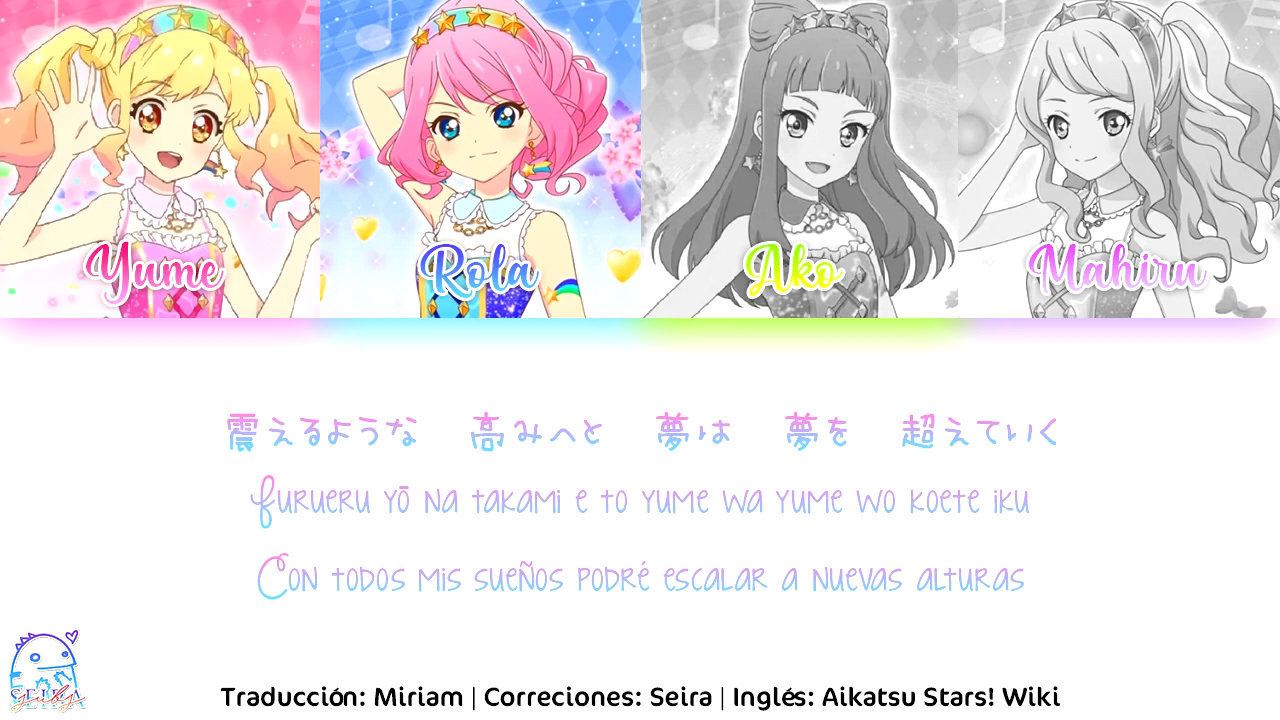 Yume
Rola
Ako
Mahiru
震えるような 高みへと 夢は 夢を 超えていく
Furueru yō na takami e to yume wa yume wo koete iku
Con todos mis sueños podré escalar a nuevas alturas
SEIRA
Traducción: Miriam | Correciones: Seira | Inglés: Aikatsu Stars! Wiki